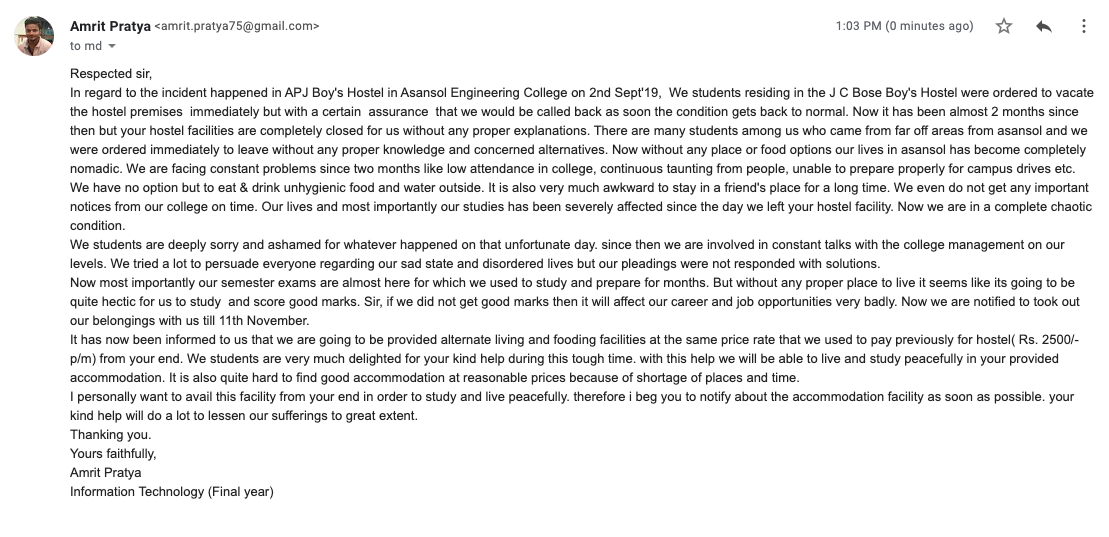 Amrit Pratya <amrit.pratya75@gmail.com> 1:03 PM (0 minutes ago)
to md
Respected sir,
In regard to the incident happened in APJ Boy's Hostel in Asansol Engineering College on 2nd Sept'19,  We students residing in the J C Bose Boy's Hostel were ordered to vacate
the hostel premises  immediately but with a certain  assurance  that we would be called back as soon the condition gets back to normal. Now it has been almost 2 months since
then but your hostel facilities are completely closed for us without any proper explanations. There are many students among us who came from far off areas from asansol and we
were ordered immediately to leave without any proper knowledge and concerned alternatives. Now without any place or food options our lives in asansol has become completely
nomadic. We are facing constant problems since two months like low attendance in college, continuous taunting from people, unable to prepare properly for campus drives etc.
We have no option but to eat & drink unhygienic food and water outside. It is also very much awkward to stay in a friend's place for a long time. We even do not get any important
notices from our college on time. Our lives and most importantly our studies has been severely affected since the day we left your hostel facility. Now we are in a complete chaotic
condition.
We students are deeply sorry and ashamed for whatever happened on that unfortunate day. since then we are involved in constant talks with the college management on our
levels. We tried a lot to persuade everyone regarding our sad state and disordered lives but our pleadings were not responded with solutions.
Now most importantly our semester exams are almost here for which we used to study and prepare for months. But without any proper place to live it seems like its going to be
quite hectic for us to study  and score good marks. Sir, if we did not get good marks then it will affect our career and job opportunities very badly. Now we are notified to took out
our belongings with us till 11th November.
It has now been informed to us that we are going to be provided alternate living and fooding facilities at the same price rate that we used to pay previously for hostel( Rs. 2500/-
p/m) from your end. We students are very much delighted for your kind help during this tough time. with this help we will be able to live and study peacefully in your provided
accommodation. It is also quite hard to find good accommodation at reasonable prices because of shortage of places and time.
I personally want to avail this facility from your end in order to study and live peacefully. therefore i beg you to notify about the accommodation facility as soon as possible. your
kind help will do a lot to lessen our sufferings to great extent.
Thanking you.
Yours faithfully,
Amrit Pratya
Information Technology (Final year)